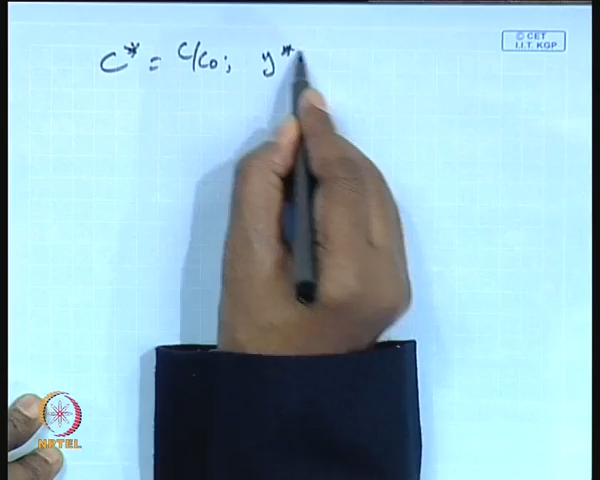 C* = C/C₀; y*
© CET
I.I.T. KGP
NPTEL